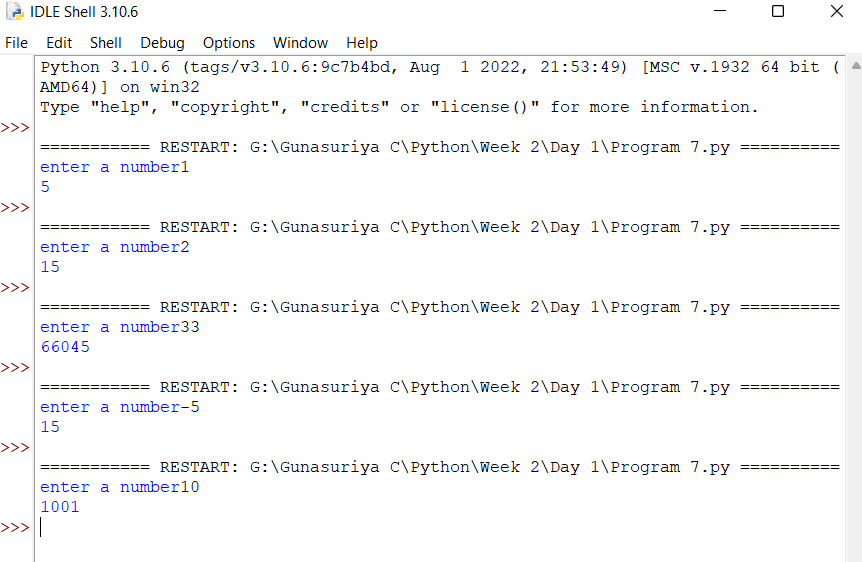 IDLE Shell 3.10.6
File Edit Shell Debug Options Window Help
Python 3.10.6 (tags/v3.10.6:9c7b4bd, Aug  1 2022, 21:53:49) [MSC v.1932 64 bit (
AMD64)] on win32
Type "help", "copyright", "credits" or "license()" for more information.
>>>
=========== RESTART: G:\Gunasuriya C\Python\Week 2\Day 1\Program 7.py ==========
enter a number1
5
>>>
=========== RESTART: G:\Gunasuriya C\Python\Week 2\Day 1\Program 7.py ==========
enter a number2
15
>>>
=========== RESTART: G:\Gunasuriya C\Python\Week 2\Day 1\Program 7.py ==========
enter a number33
66045
>>>
=========== RESTART: G:\Gunasuriya C\Python\Week 2\Day 1\Program 7.py ==========
enter a number-5
15
>>>
=========== RESTART: G:\Gunasuriya C\Python\Week 2\Day 1\Program 7.py ==========
enter a number10
1001
>>>